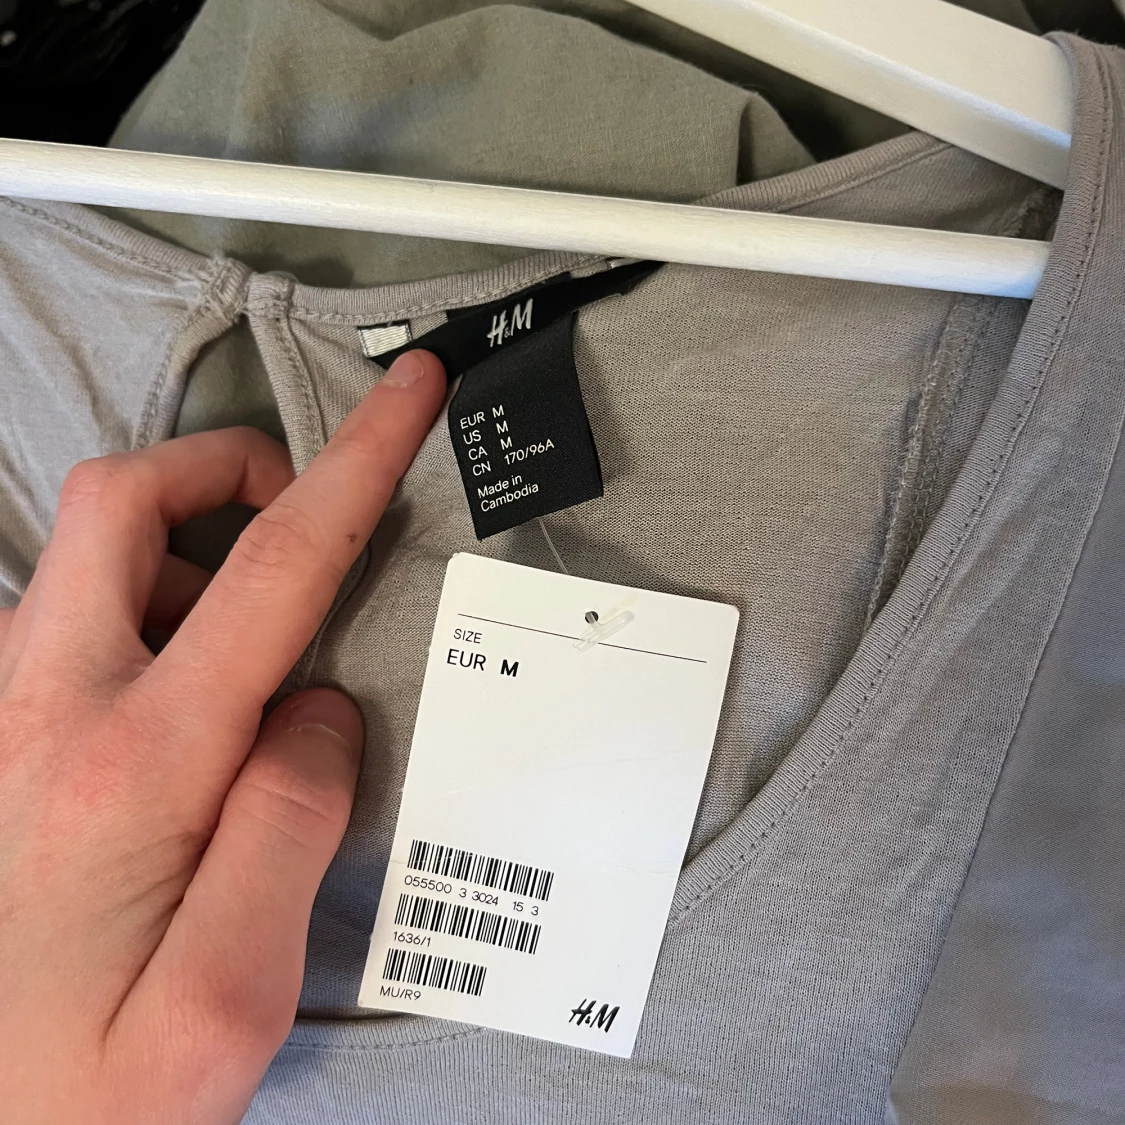 H&M
EUR M
US M
CA M
CN 170/96A
Made in
Cambodia
SIZE
EUR M
055500 3 3024 15 3
1636/1
MU/R9
H&M